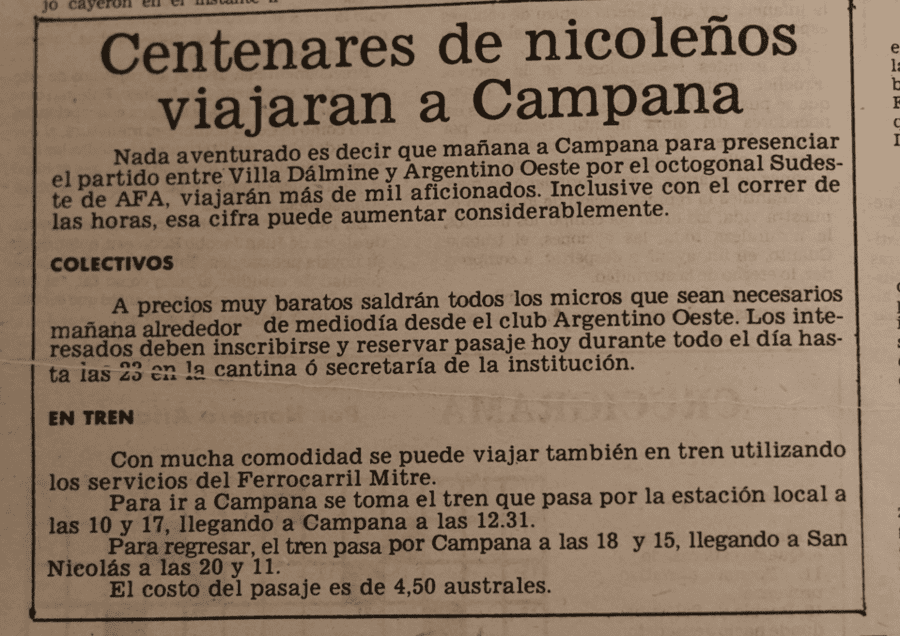 jo cayeron en el instante
Centenares de nicoleños
viajaran a Campana
Nada aventurado es decir que mañana a Campana para presenciar
el partido entre Villa Dálmine y Argentino Oeste por el octogonal Sudes-
te de AFA, viajarán más de mil aficionados. Inclusive con el correr de
las horas, esa cifra puede aumentar considerablemente.
COLECTIVOS
A precios muy baratos saldrán todos los micros que sean necesarios
mañana alrededor de mediodía desde el club Argentino Oeste. Los inte-
resados deben inscribirse y reservar pasaje hoy durante todo el día has-
ta las 23 en la cantina ó secretaría de la institución.
EN TREN
Con mucha comodidad se puede viajar también en tren utilizando
los servicios del Ferrocarril Mitre.
Para ir a Campana se toma el tren que pasa por la estación local a
las 10 y 17, llegando a Campana a las 12.31.
Para regresar, el tren pasa por Campana a las 18 y 15, llegando a San
Nicolás a las 20 y 11.
El costo del pasaje es de 4,50 australes.